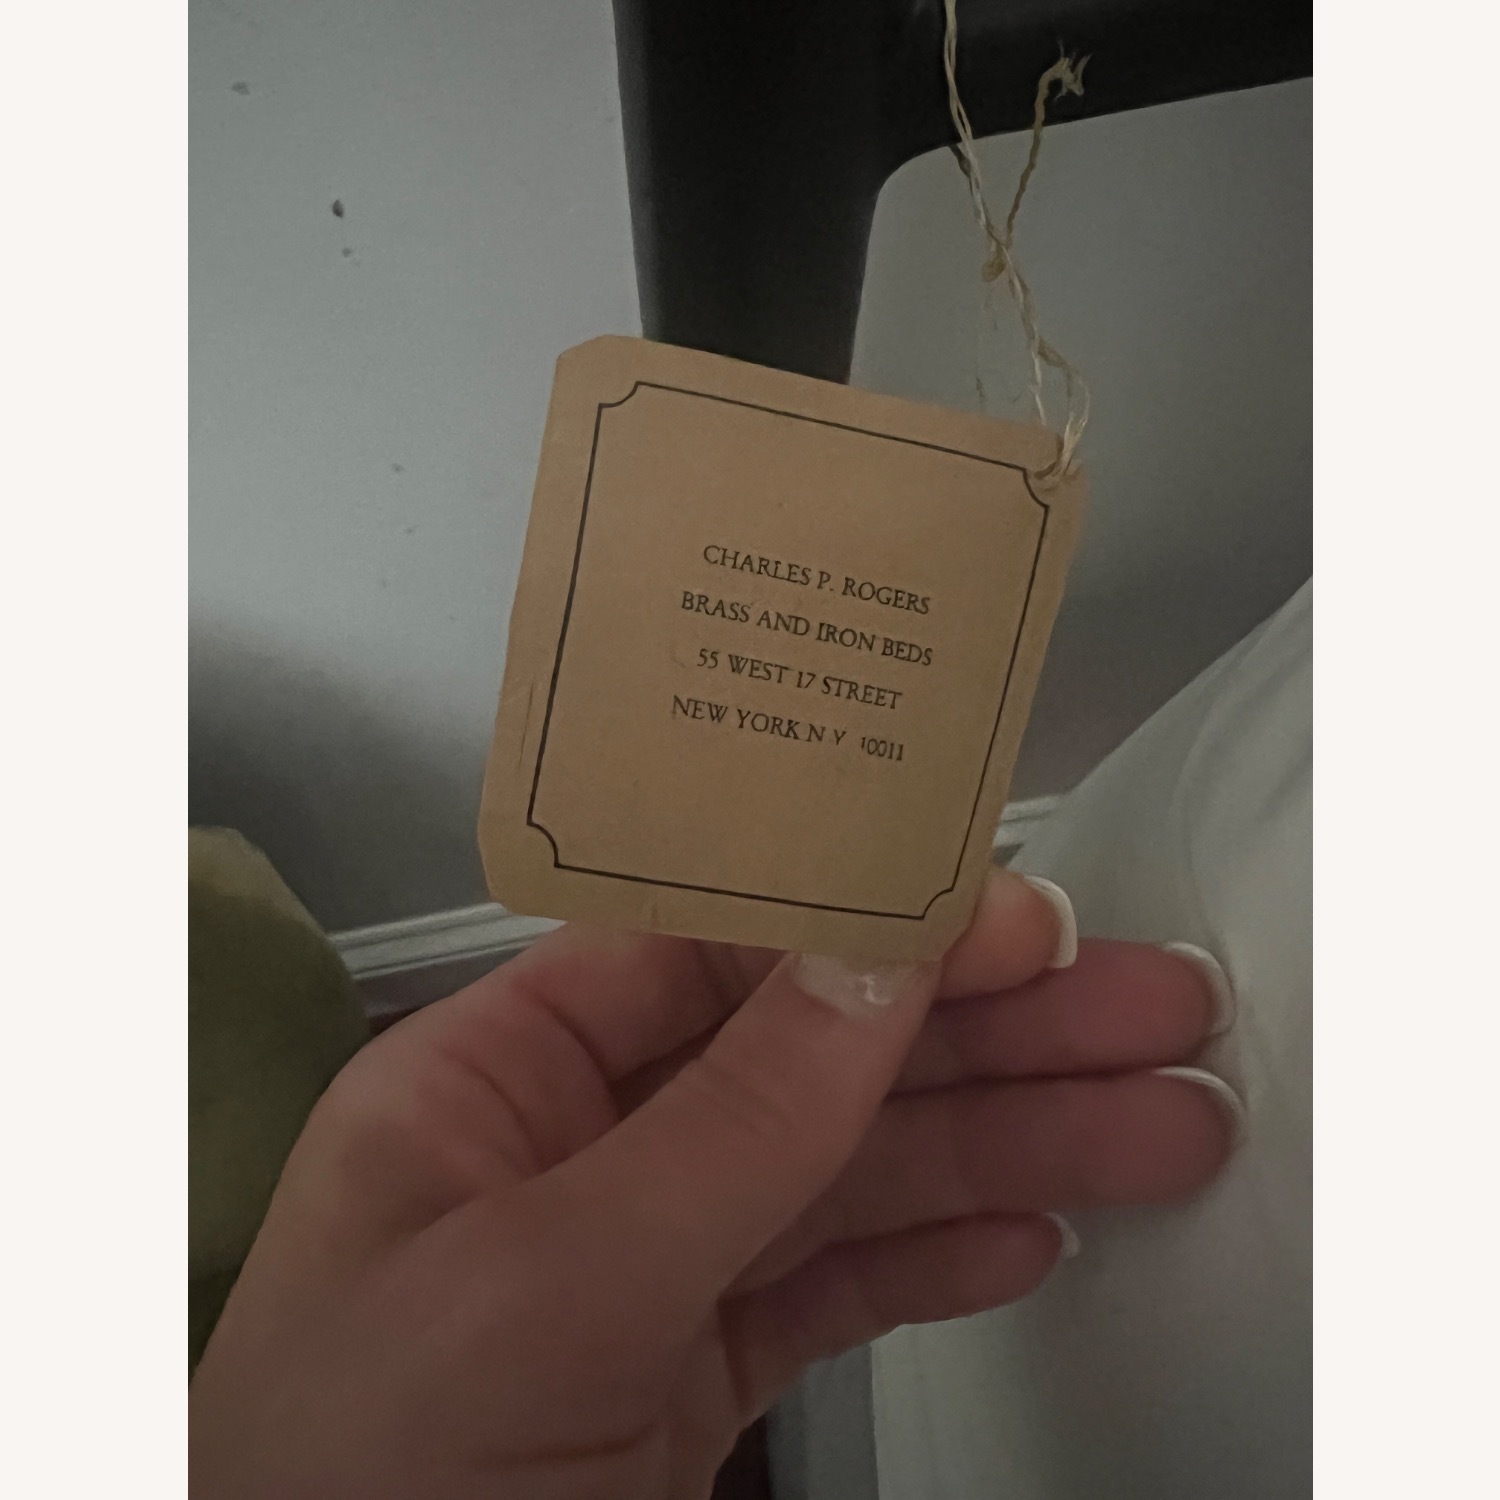 CHARLES P. ROGERS
BRASS AND IRON BEDS
55 WEST 17 STREET
NEW YORK N Y 10011